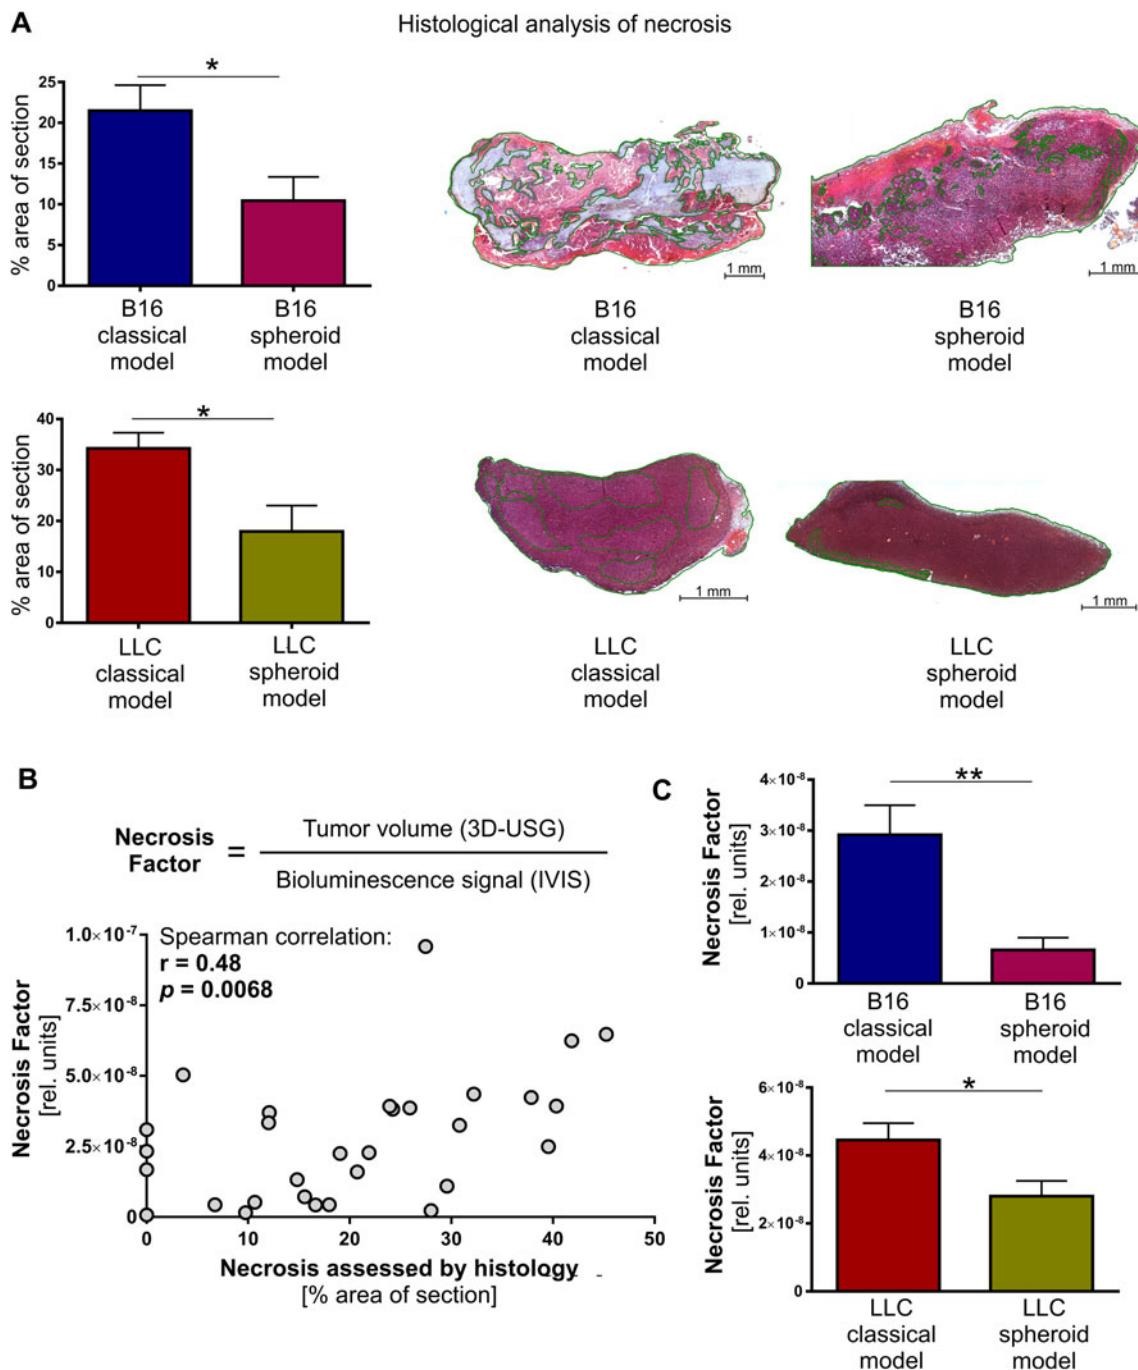 A
Histological analysis of necrosis
*
25
20
15
10
5
0
% area of section
B16
classical
model
B16
spheroid
model
1 mm
B16
classical
model
1 mm
B16
spheroid
model
*
40
30
20
10
0
% area of section
LLC
classical
model
LLC
spheroid
model
1 mm
LLC
classical
model
1 mm
LLC
spheroid
model
B
Necrosis
Factor
=
Tumor volume (3D-USG)
Bioluminescence signal (IVIS)
Spearman correlation:
r = 0.48
p = 0.0068
1.0×10⁻⁷
7.5×10⁻⁸
5.0×10⁻⁸
2.5×10⁻⁸
0
Necrosis Factor
[rel. units]
0 10 20 30 40 50
Necrosis assessed by histology
[% area of section]
C
**
4×10⁻⁸
3×10⁻⁸
2×10⁻⁸
1×10⁻⁸
0
Necrosis Factor
[rel. units]
B16
classical
model
B16
spheroid
model
*
6×10⁻⁸
4×10⁻⁸
2×10⁻⁸
0
Necrosis Factor
[rel. units]
LLC
classical
model
LLC
spheroid
model